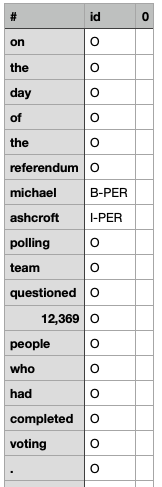 # id 0
on O
the O
day O
of O
the O
referendum O
michael B-PER
ashcroft I-PER
polling O
team O
questioned O
12,369 O
people O
who O
had O
completed O
voting O
. O